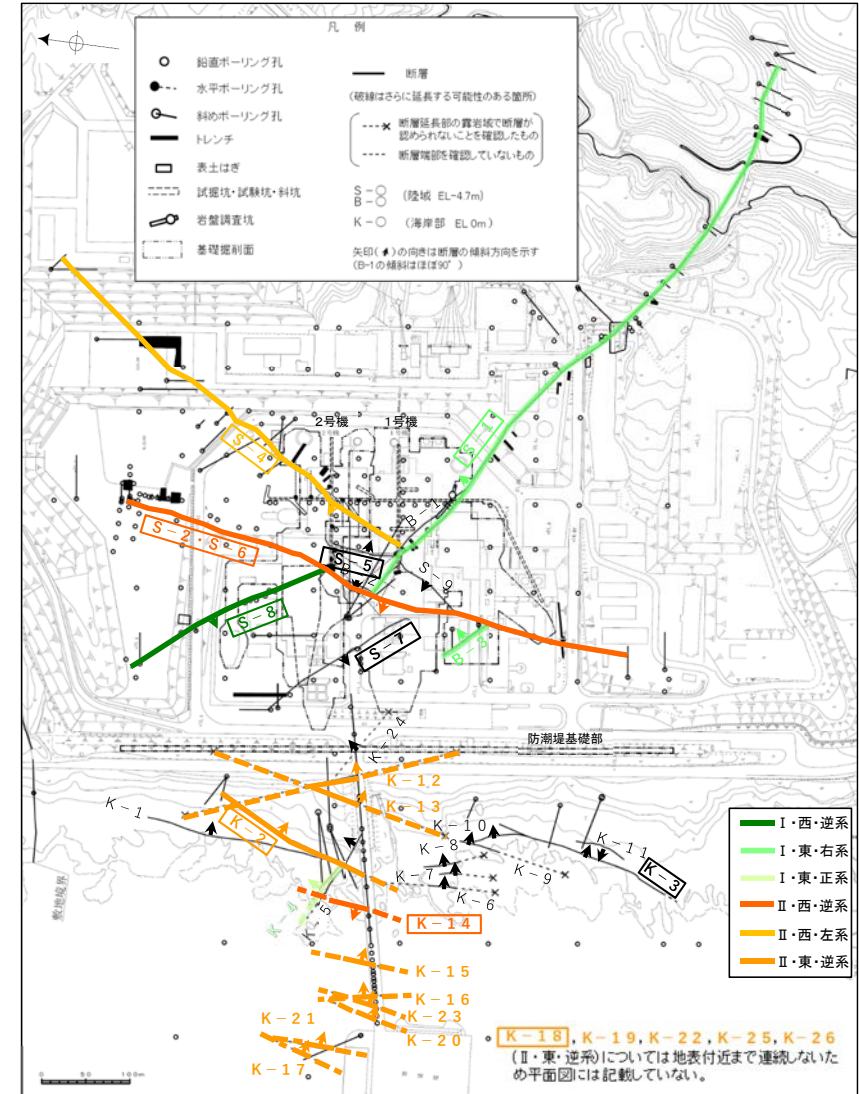 凡 例
鉛直ボーリング孔
水平ボーリング孔
斜めボーリング孔
トレンチ
表土はぎ
試掘坑・試験坑・斜坑
岩盤調査坑
基礎掘削面
断層
(破線はさらに延長する可能性のある箇所)
断層延長部の露岩域で断層が
認められないことを確認したもの
断層端部を確認していないもの
S-○ (陸域 EL-4.7m)
B-○
K-○ (海岸部 EL 0m)
矢印( )の向きは断層の傾斜方向を示す
(B-1の傾斜はほぼ90°)
2号機
1号機
S-1
S-4
B-1
S-2・S-6
S-5
S-9
S-8
S-7
K-24
防潮堤基礎部
K-12
K-13
K-1
K-2
K-10
K-8
K-11
K-7
K-9
K-3
K-6
K-4
K-5
K-14
敷地境界
K-15
K-16
K-23
K-21
K-20
K-17
Ⅰ・西・逆系
Ⅰ・東・右系
Ⅰ・東・正系
Ⅱ・西・逆系
Ⅱ・西・左系
Ⅱ・東・逆系
K-18, K-19, K-22, K-25, K-26
(Ⅱ・東・逆系)については地表付近まで連続しないた
め平面図には記載していない。
0 50 100m